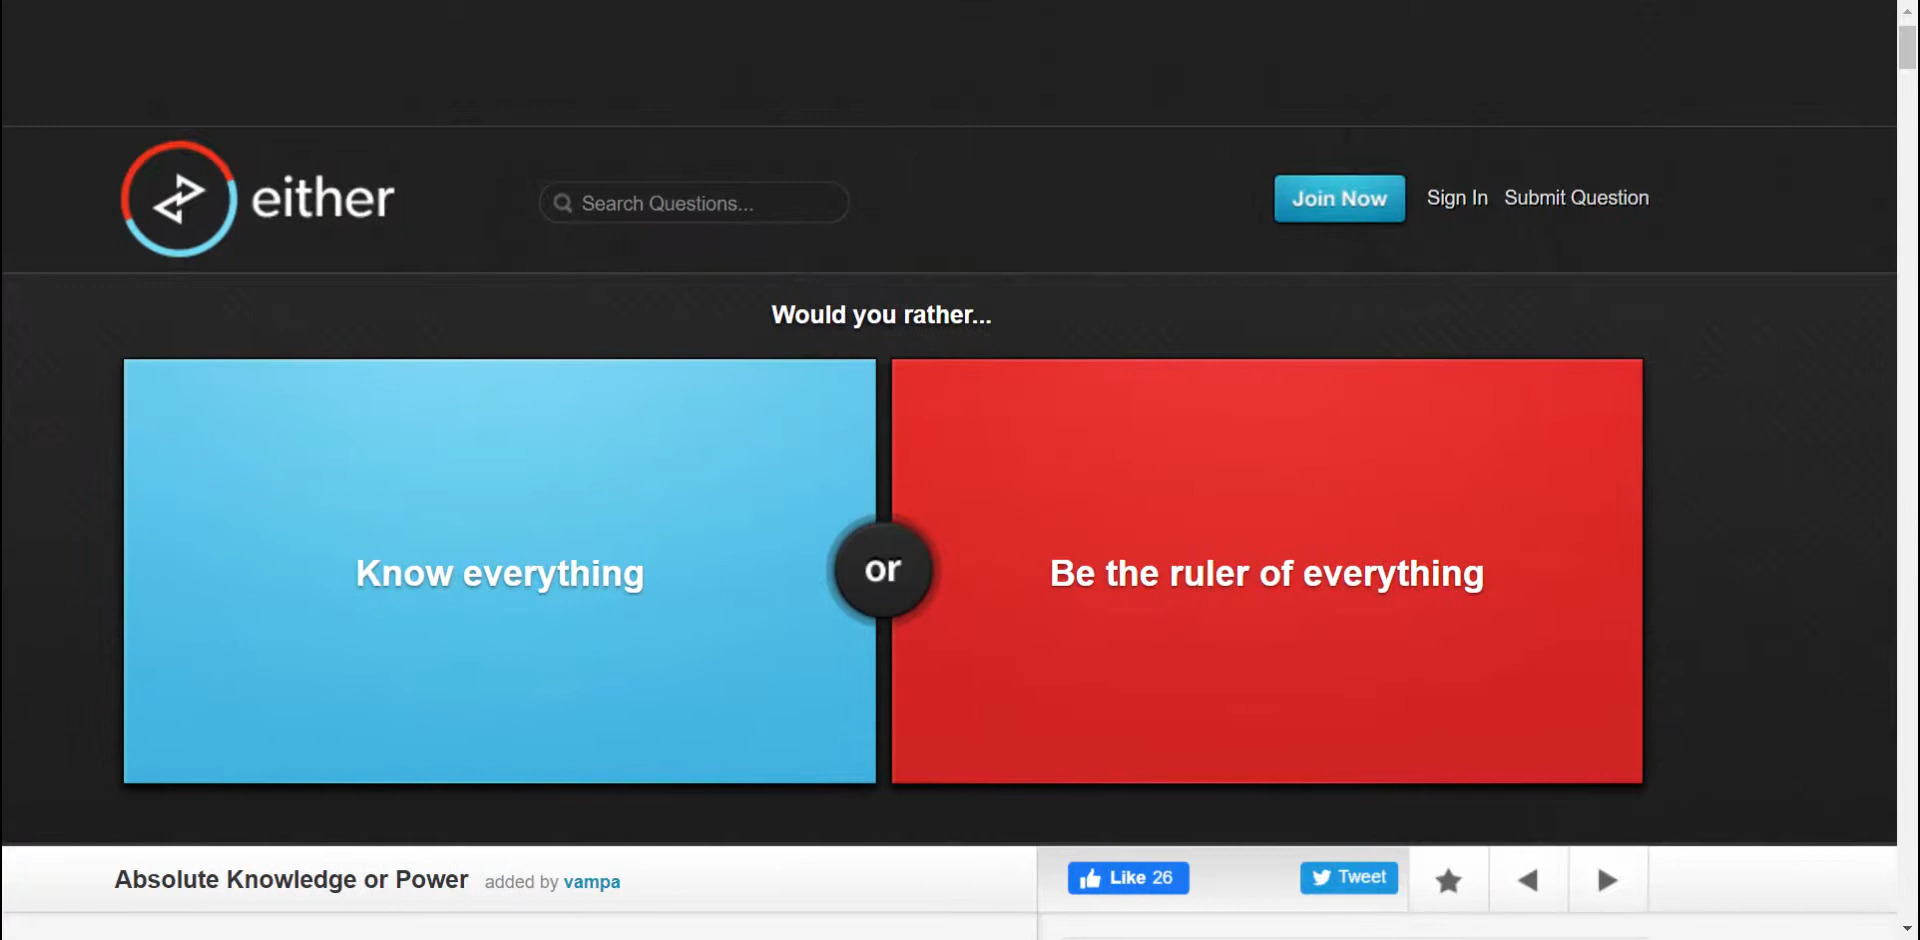 either
Search Questions...
Join Now
Sign In
Submit Question
Would you rather...
Know everything
or
Be the ruler of everything
Absolute Knowledge or Power added by vampa
Like 26
Tweet